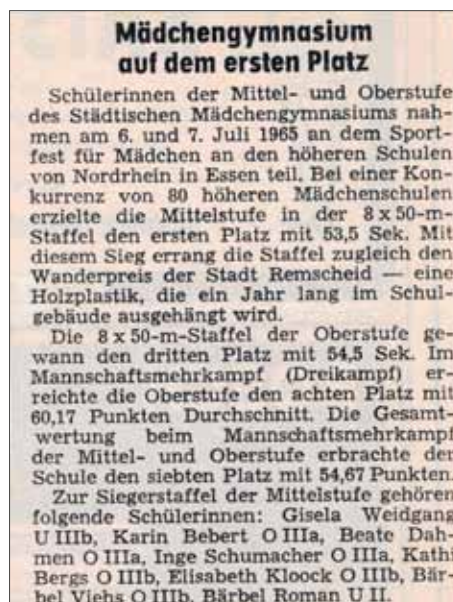 Mädchengymnasium
auf dem ersten Platz
Schülerinnen der Mittel- und Oberstufe
des Städtischen Mädchengymnasiums nah-
men am 6. und 7. Juli 1965 an dem Sport-
fest für Mädchen an den höheren Schulen
von Nordrhein in Essen teil. Bei einer Kon-
kurrenz von 80 höheren Mädchenschulen
erzielte die Mittelstufe in der 8 x 50-m-
Staffel den ersten Platz mit 53,5 Sek. Mit
diesem Sieg errang die Staffel zugleich den
Wanderpreis der Stadt Remscheid — eine
Holzplastik, die ein Jahr lang im Schul-
gebäude ausgehängt wird.
Die 8 x 50-m-Staffel der Oberstufe ge-
wann den dritten Platz mit 54,5 Sek. Im
Mannschaftsmehrkampf (Dreikampf) er-
reichte die Oberstufe den achten Platz mit
60,17 Punkten Durchschnitt. Die Gesamt-
wertung beim Mannschaftsmehrkampf
der Mittel- und Oberstufe erbrachte der
Schule den siebten Platz mit 54,67 Punkten.
Zur Siegerstaffel der Mittelstufe gehören
folgende Schülerinnen: Gisela Weidgang
U IIIb, Karin Bebert O IIIa, Beate Dah-
men O IIIa, Inge Schumacher O IIIa, Kathi
Bergs O IIIb, Elisabeth Kloock O IIIb, Bär-
bel Viehs O IIIb, Bärbel Roman U II.